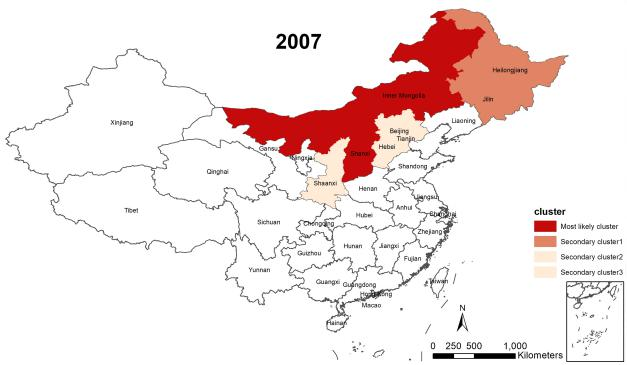 2007
Heilongjiang
Inner Mongolia
Jilin
Xinjiang
Liaoning
Beijing
Tianjin
Gansu
Hebei
Shanxi
Ningxia
Qinghai
Shandong
Shaanxi
Henan
Jiangsu
Tibet
Anhui
Shanghai
Hubei
Sichuan
Chongqing
Zhejiang
Hunan
Jiangxi
Guizhou
Fujian
Yunnan
Guangxi
Guangdong
Taiwan
Hong Kong
Macao
Hainan
cluster
Most likely cluster
Secondary cluster1
Secondary cluster2
Secondary cluster3
N
0 250 500 1,000
Kilometers